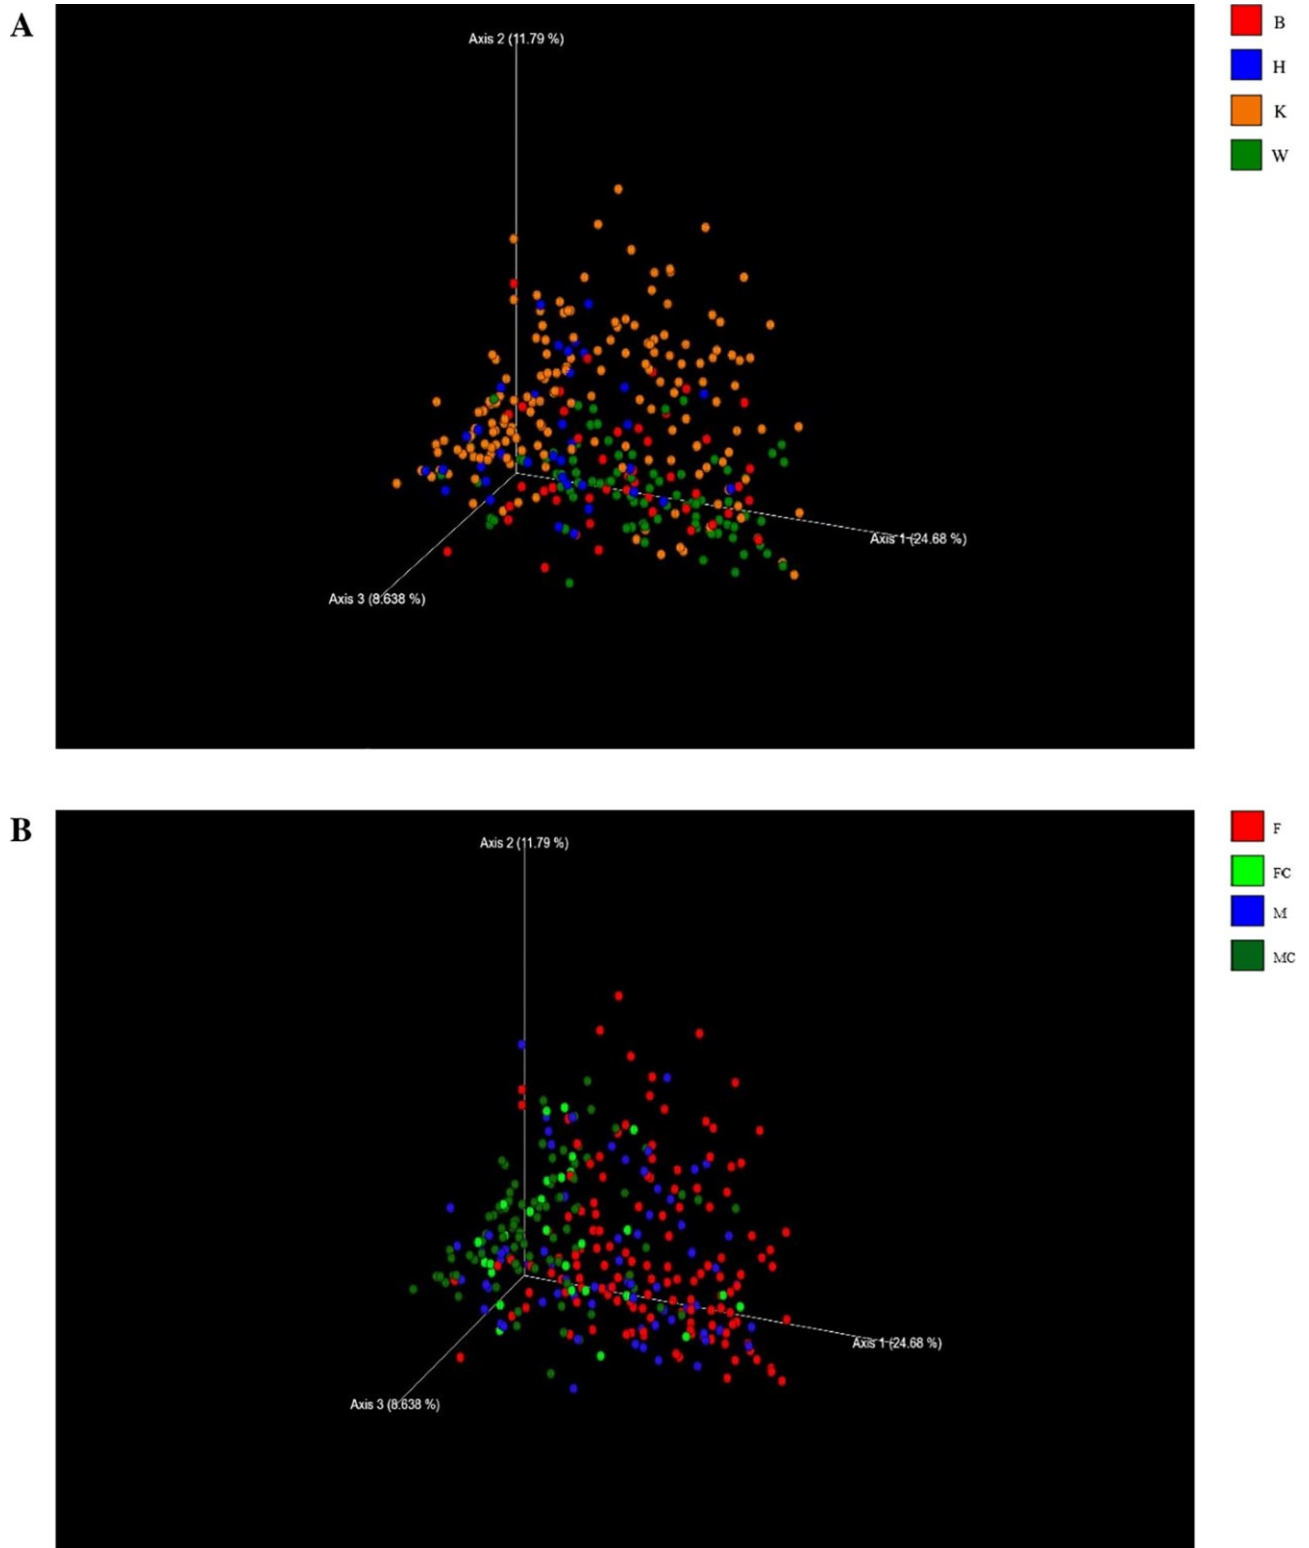 A
Axis 2 (11.79 %)
Axis 1 (24.68 %)
Axis 3 (8.638 %)
B
H
K
W
B
Axis 2 (11.79 %)
Axis 1 (24.68 %)
Axis 3 (8.638 %)
F
FC
M
MC